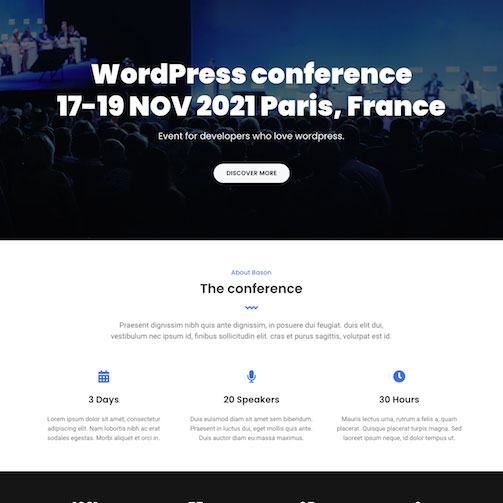 WordPress conference
17-19 NOV 2021 Paris, France
Event for developers who love wordpress.
DISCOVER MORE
About Bason
The conference
Praesent dignissim nibh quis ante dignissim, in posuere dui feugiat. duis elit dui,
vestibulum nec ipsum id, finibus sollicitudin elit. cras et purus sagittis, volutpat est id.
3 Days
20 Speakers
30 Hours
Lorem ipsum dolor sit amet, consectetur
adipiscing elit. Nam lobortis nibh ac erat
sodales egestas. Morbi aliquet et orci in.
Duis euismod diam sit amet sem bibendum.
Praesent tortor ex, eget mollis quis ante.
Duis auctor diam eu massa maximus.
Mauris lectus urna, rutrum a felis a, quam
placerat. Quisque placerat turpis magna. Sed
laoreet ipsum neque, id dolor tempus ut.